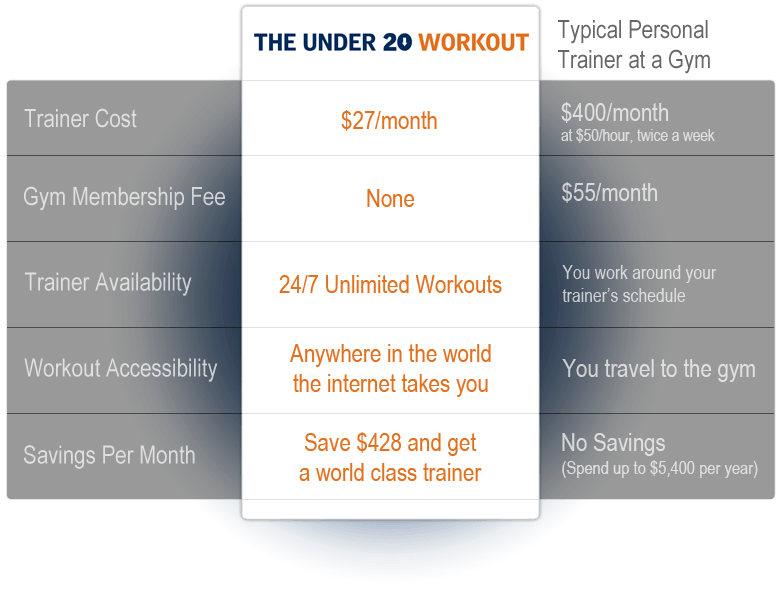 THE UNDER 20 WORKOUT
Typical Personal
Trainer at a Gym
Trainer Cost
$27/month
$400/month
at $50/hour, twice a week
Gym Membership Fee
None
$55/month
Trainer Availability
24/7 Unlimited Workouts
You work around your
trainer's schedule
Workout Accessibility
Anywhere in the world
the internet takes you
You travel to the gym
Savings Per Month
Save $428 and get
a world class trainer
No Savings
(Spend up to $5,400 per year)